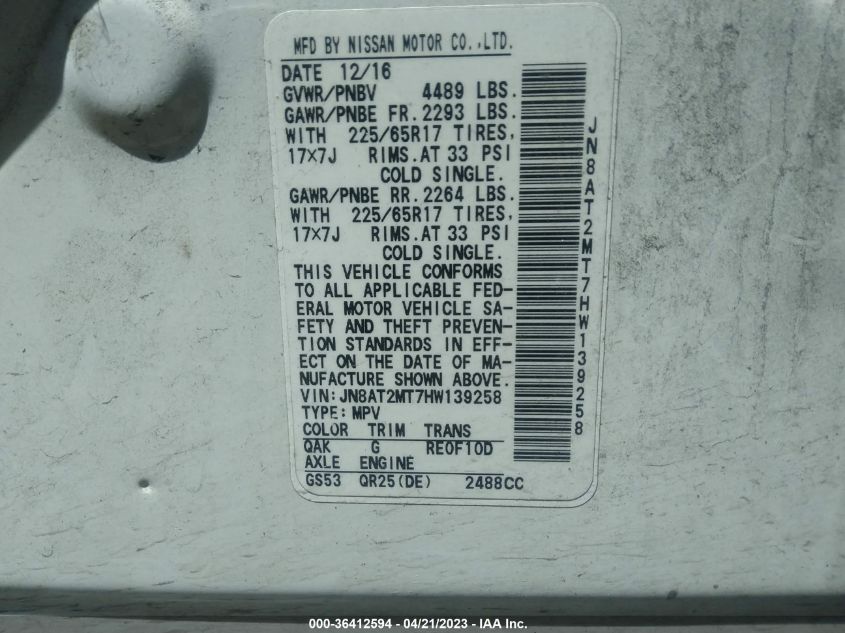 MFD BY NISSAN MOTOR CO.,LTD.
DATE 12/16
GVWR/PNBV 4489 LBS.
GAWR/PNBE FR. 2293 LBS.
WITH 225/65R17 TIRES,
17×7J RIMS. AT 33 PSI
COLD SINGLE.
GAWR/PNBE RR. 2264 LBS.
WITH 225/65R17 TIRES,
17×7J RIMS. AT 33 PSI
COLD SINGLE.
THIS VEHICLE CONFORMS
TO ALL APPLICABLE FED-
ERAL MOTOR VEHICLE SA-
FETY AND THEFT PREVEN-
TION STANDARDS IN EFF-
ECT ON THE DATE OF MA-
NUFACTURE SHOWN ABOVE.
VIN:JN8AT2MT7HW139258
TYPE:MPV
COLOR TRIM TRANS
QAK G RE0F10D
AXLE ENGINE
GS53 QR25(DE) 2488CC
JN8AT2MT7HW139258
000-36412594 - 04/21/2023 - IAA Inc.